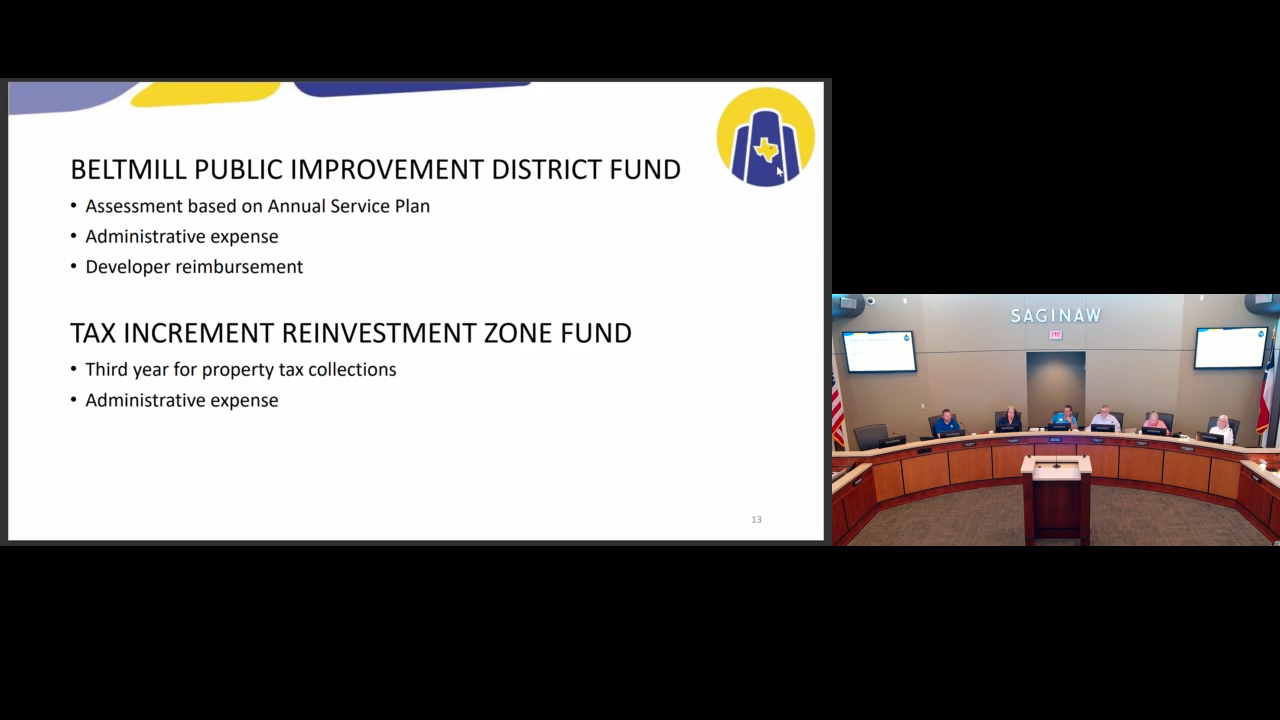 BELTMILL PUBLIC IMPROVEMENT DISTRICT FUND
• Assessment based on Annual Service Plan
• Administrative expense
• Developer reimbursement
TAX INCREMENT REINVESTMENT ZONE FUND
• Third year for property tax collections
• Administrative expense
13
SAGINAW